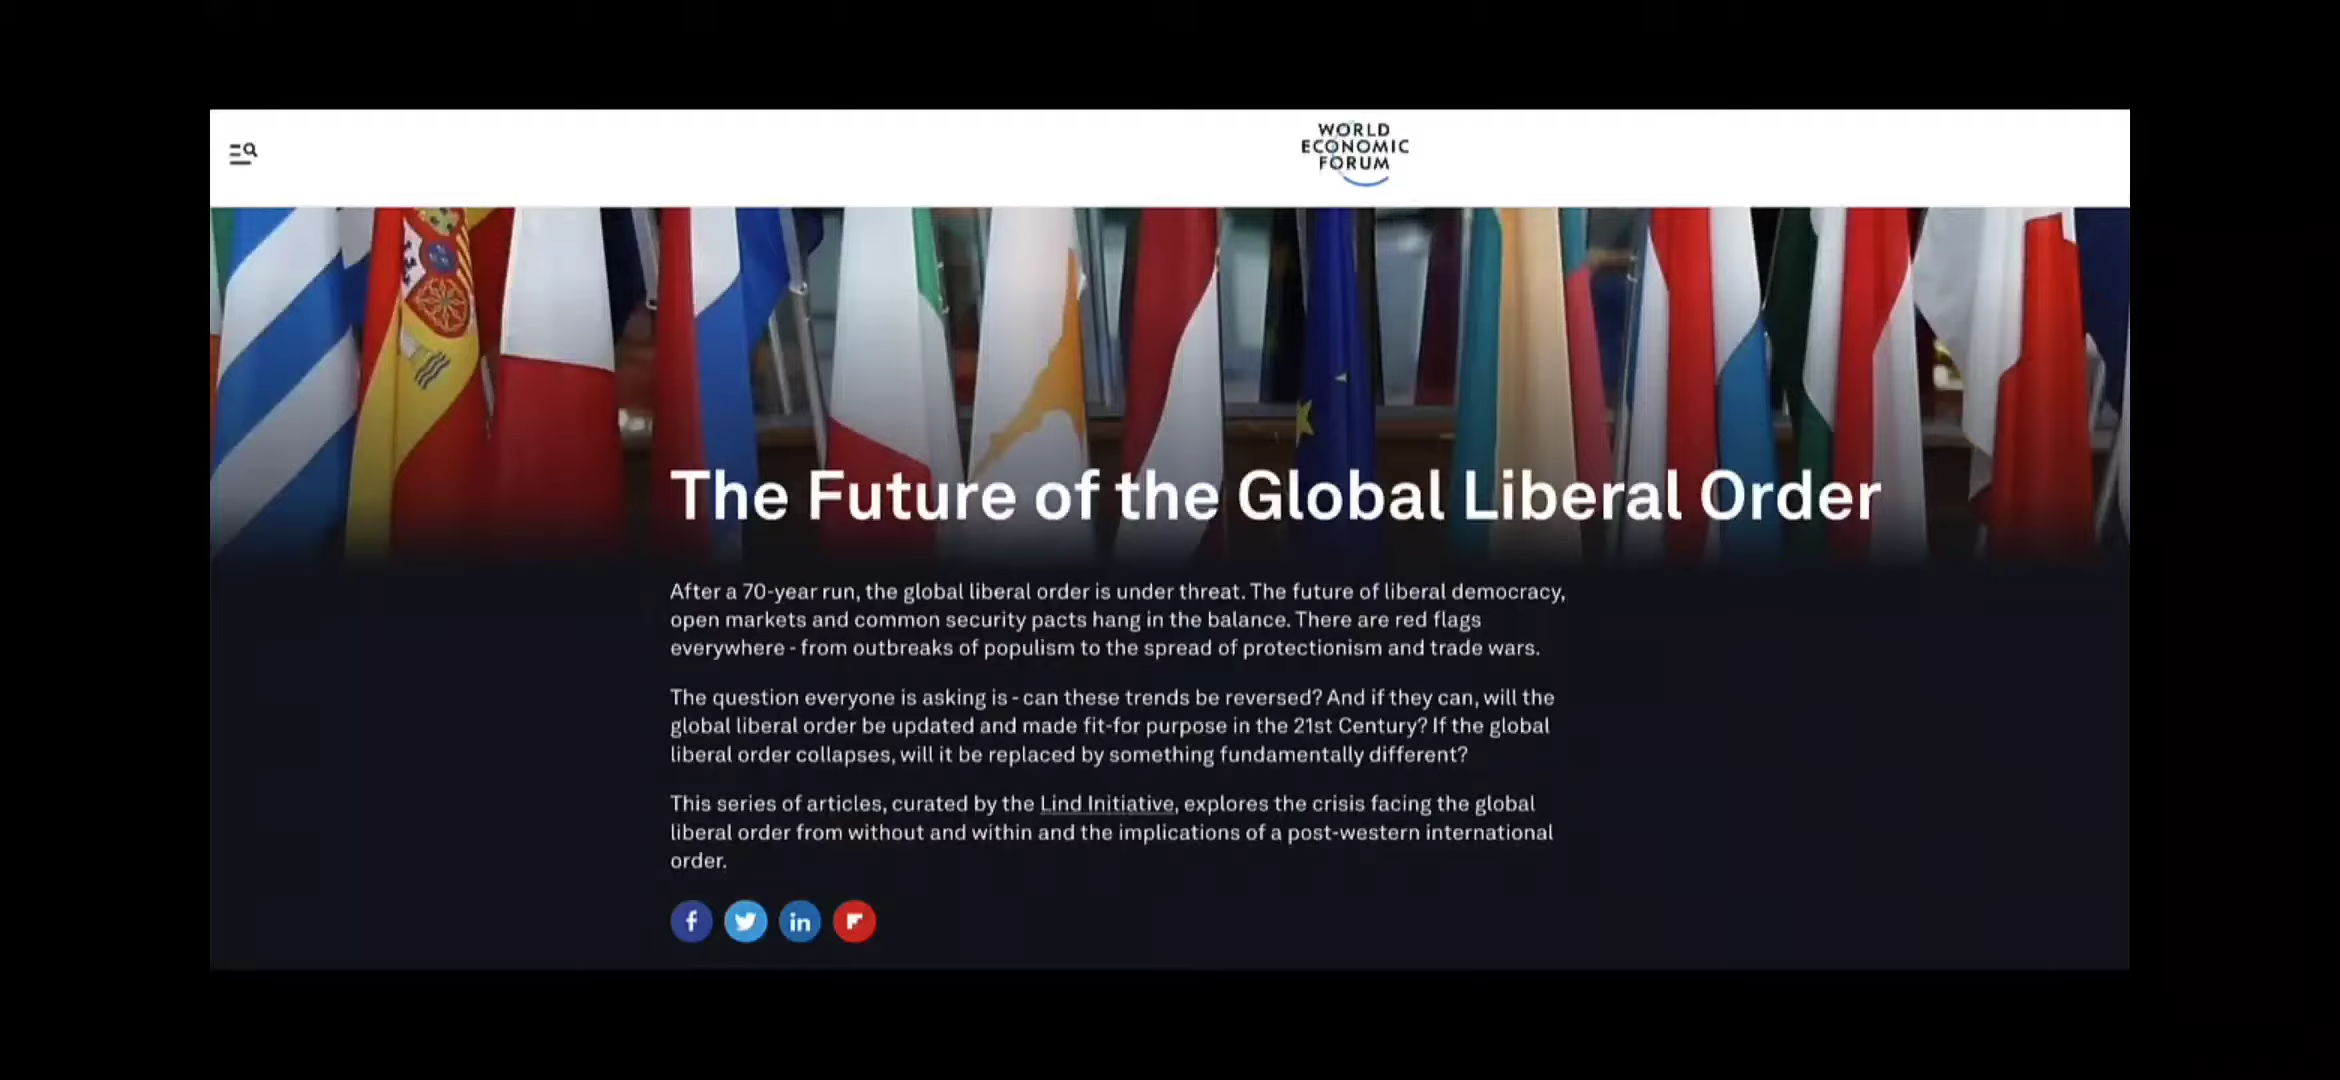 WORLD
ECONOMIC
FORUM
The Future of the Global Liberal Order
After a 70-year run, the global liberal order is under threat. The future of liberal democracy,
open markets and common security pacts hang in the balance. There are red flags
everywhere - from outbreaks of populism to the spread of protectionism and trade wars.
The question everyone is asking is - can these trends be reversed? And if they can, will the
global liberal order be updated and made fit-for purpose in the 21st Century? If the global
liberal order collapses, will it be replaced by something fundamentally different?
This series of articles, curated by the Lind Initiative, explores the crisis facing the global
liberal order from without and within and the implications of a post-western international
order.